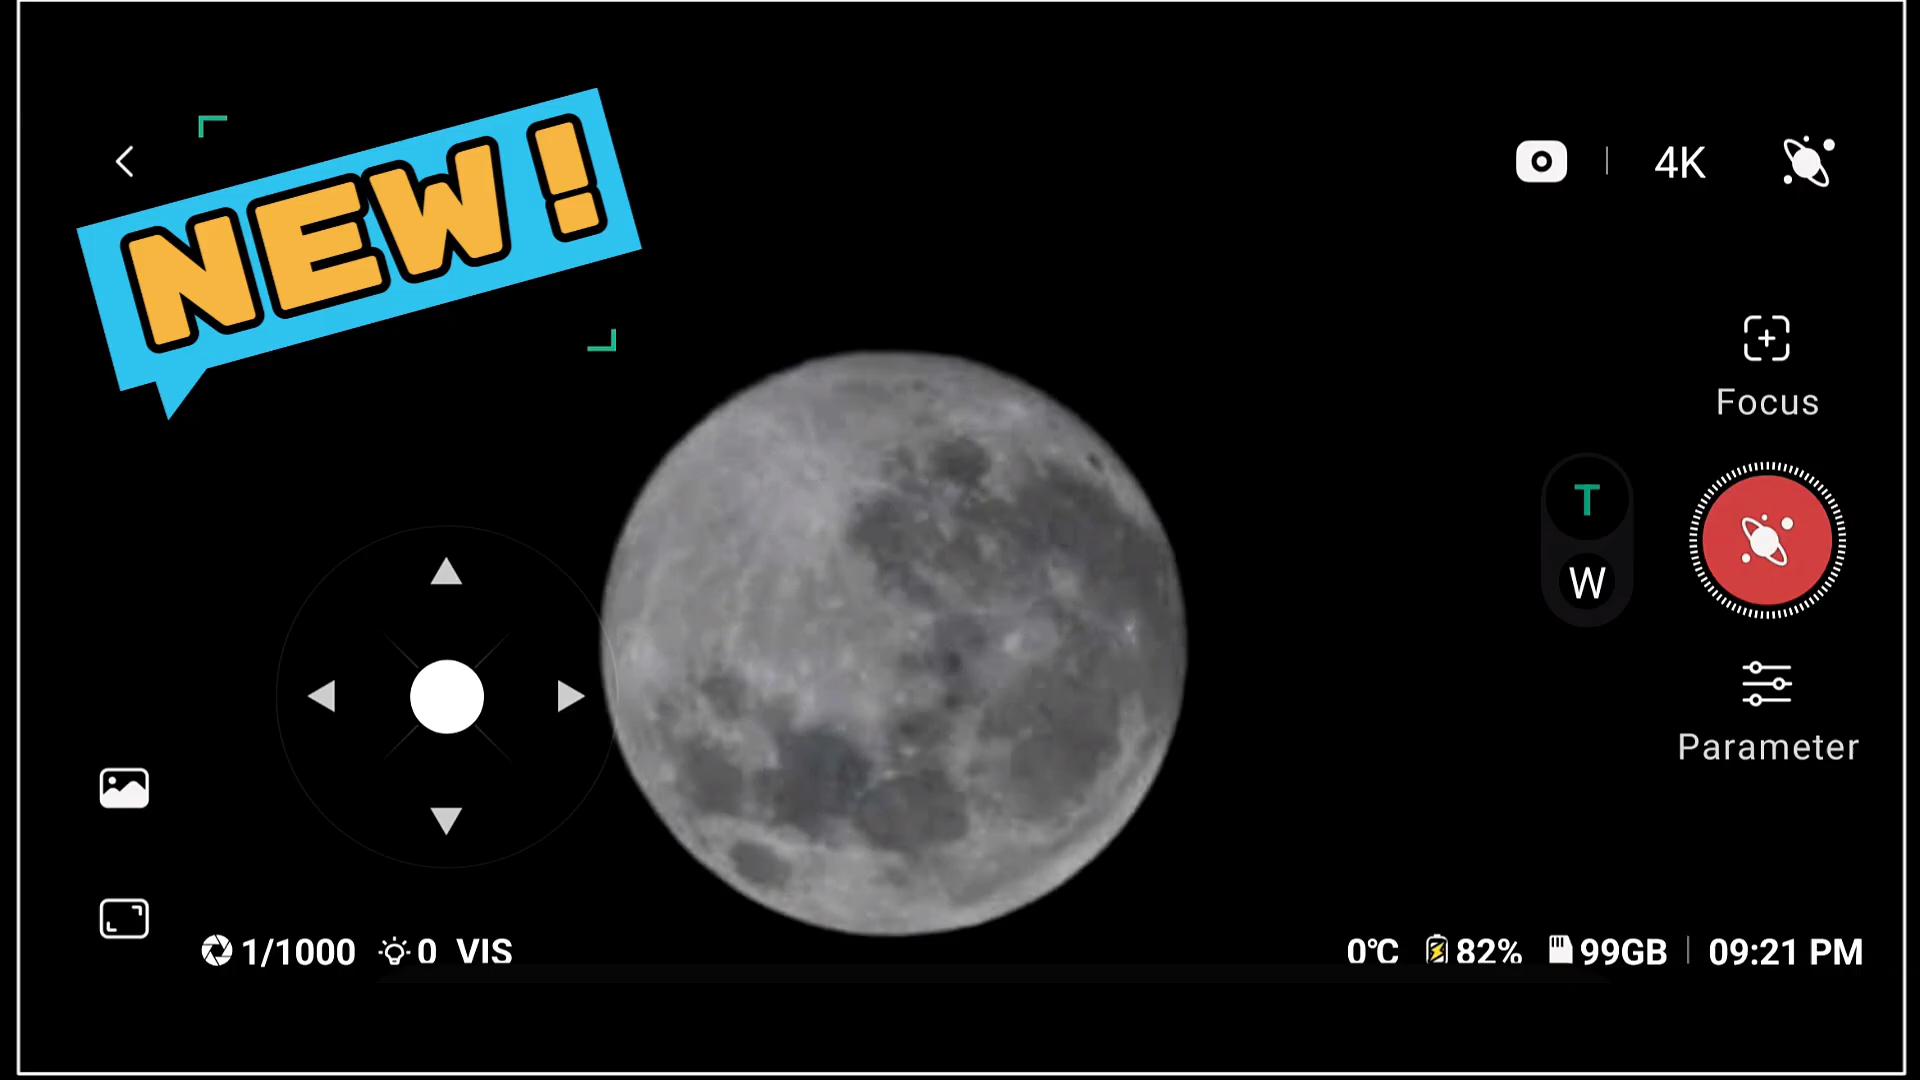 NEW!
4K
Focus
T
W
Parameter
1/1000 0 VIS
0℃ 82% 99GB 09:21 PM